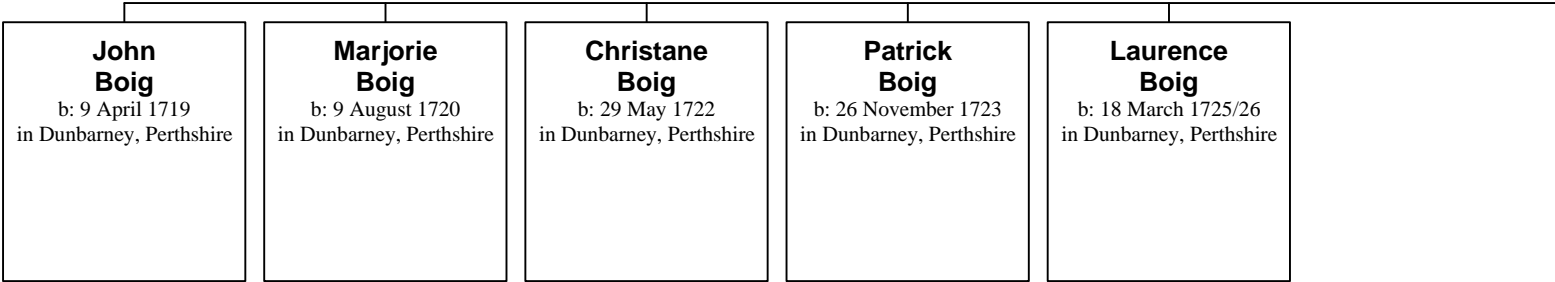 John
Boig
b: 9 April 1719
in Dunbarney, Perthshire
Marjorie
Boig
b: 9 August 1720
in Dunbarney, Perthshire
Christane
Boig
b: 29 May 1722
in Dunbarney, Perthshire
Patrick
Boig
b: 26 November 1723
in Dunbarney, Perthshire
Laurence
Boig
b: 18 March 1725/26
in Dunbarney, Perthshire